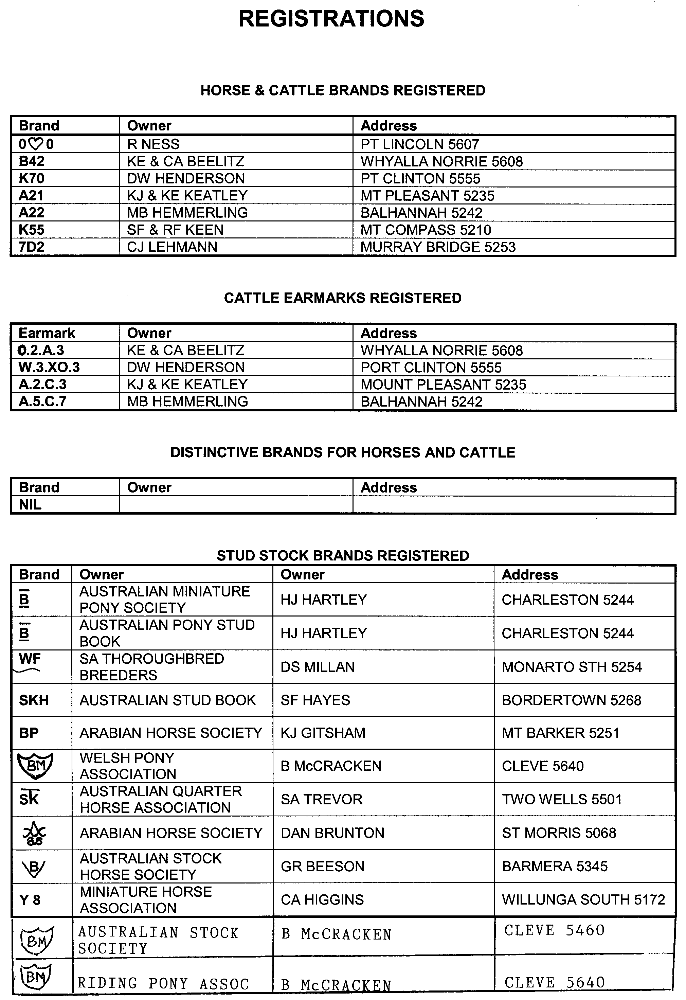 REGISTRATIONS
HORSE & CATTLE BRANDS REGISTERED
Brand Owner Address
0♡0 R NESS PT LINCOLN 5607
B42 KE & CA BEELITZ WHYALLA NORRIE 5608
K70 DW HENDERSON PT CLINTON 5555
A21 KJ & KE KEATLEY MT PLEASANT 5235
A22 MB HEMMERLING BALHANNAH 5242
K55 SF & RF KEEN MT COMPASS 5210
7D2 CJ LEHMANN MURRAY BRIDGE 5253
CATTLE EARMARKS REGISTERED
Earmark Owner Address
O.2.A.3 KE & CA BEELITZ WHYALLA NORRIE 5608
W.3.XO.3 DW HENDERSON PORT CLINTON 5555
A.2.C.3 KJ & KE KEATLEY MOUNT PLEASANT 5235
A.5.C.7 MB HEMMERLING BALHANNAH 5242
DISTINCTIVE BRANDS FOR HORSES AND CATTLE
Brand Owner Address
NIL
STUD STOCK BRANDS REGISTERED
Brand Owner Owner Address
B AUSTRALIAN MINIATURE
PONY SOCIETY HJ HARTLEY CHARLESTON 5244
B AUSTRALIAN PONY STUD
BOOK HJ HARTLEY CHARLESTON 5244
WF SA THOROUGHBRED
BREEDERS DS MILLAN MONARTO STH 5254
SKH AUSTRALIAN STUD BOOK SF HAYES BORDERTOWN 5268
BP ARABIAN HORSE SOCIETY KJ GITSHAM MT BARKER 5251
BM WELSH PONY
ASSOCIATION B McCRACKEN CLEVE 5640
SK AUSTRALIAN QUARTER
HORSE ASSOCIATION SA TREVOR TWO WELLS 5501
ARABIAN HORSE SOCIETY DAN BRUNTON ST MORRIS 5068
B AUSTRALIAN STOCK
HORSE SOCIETY GR BEESON BARMERA 5345
Y 8 MINIATURE HORSE
ASSOCIATION CA HIGGINS WILLUNGA SOUTH 5172
BM AUSTRALIAN STOCK
SOCIETY B McCRACKEN CLEVE 5460
BM RIDING PONY ASSOC B McCRACKEN CLEVE 5640